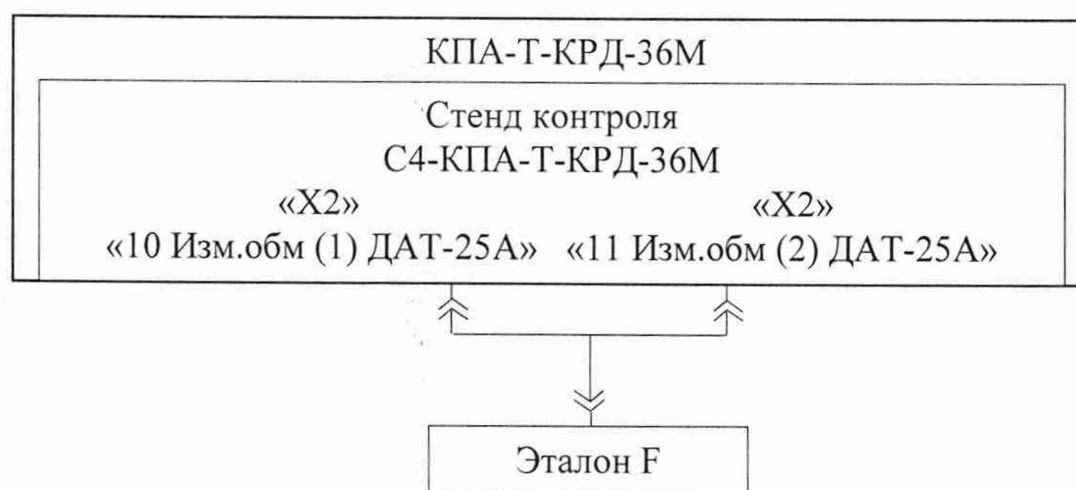 КПА-Т-КРД-36М
Стенд контроля
С4-КПА-Т-КРД-36М
«Х2» «Х2»
«10 Изм.обм (1) ДАТ-25А» «11 Изм.обм (2) ДАТ-25А»
Эталон F